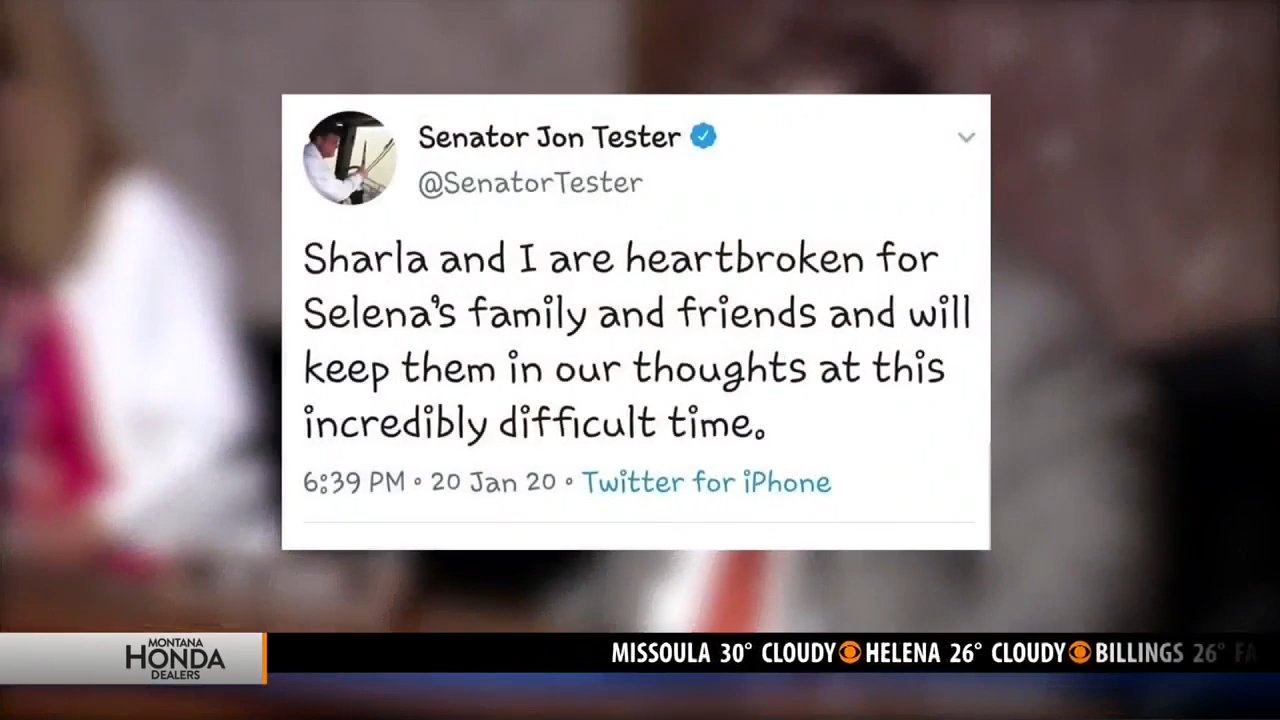 Senator Jon Tester
@SenatorTester
Sharla and I are heartbroken for
Selena's family and friends and will
keep them in our thoughts at this
incredibly difficult time.
6:39 PM • 20 Jan 20 • Twitter for iPhone
MONTANA
HONDA
DEALERS
MISSOULA 30° CLOUDY HELENA 26° CLOUDY BILLINGS 26° FA